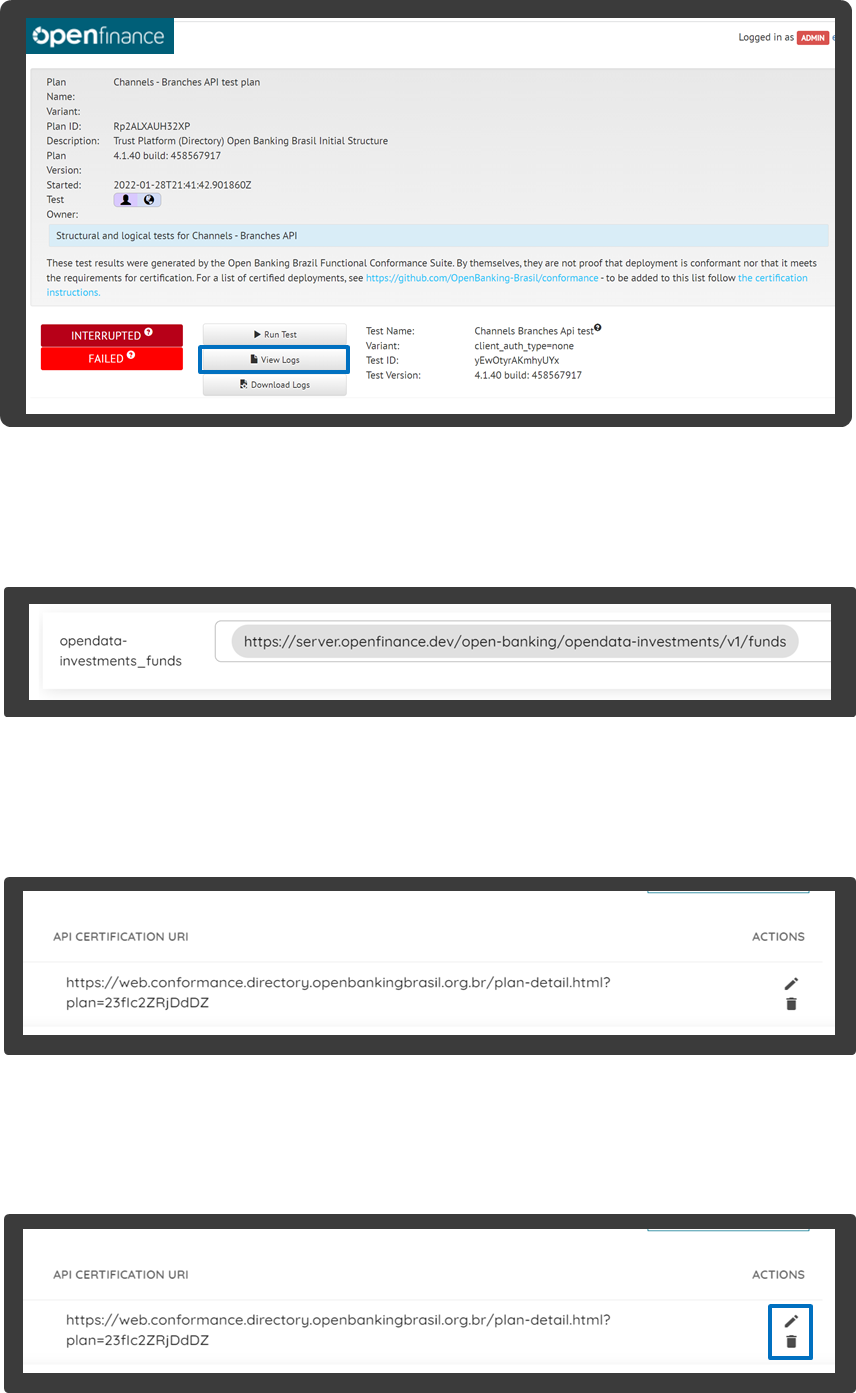 openfinance
Logged in as ADMIN
Plan Name: Channels - Branches API test plan
Variant:
Plan ID: Rp2ALXAUH32XP
Description: Trust Platform (Directory) Open Banking Brasil Initial Structure
Plan Version: 4.1.40 build: 458567917
Started: 2022-01-28T21:41:42.901860Z
Test Owner:
Structural and logical tests for Channels - Branches API
These test results were generated by the Open Banking Brazil Functional Conformance Suite. By themselves, they are not proof that deployment is conformant nor that it meets
the requirements for certification. For a list of certified deployments, see https://github.com/OpenBanking-Brasil/conformance - to be added to this list follow the certification
instructions.
INTERRUPTED
FAILED
Run Test
View Logs
Download Logs
Test Name: Channels Branches Api test
Variant: client_auth_type=none
Test ID: yEwOtyrAKmhyUYx
Test Version: 4.1.40 build: 458567917
opendata-
investments_funds
https://server.openfinance.dev/open-banking/opendata-investments/v1/funds
API CERTIFICATION URI ACTIONS
https://web.conformance.directory.openbankingbrasil.org.br/plan-detail.html?
plan=23fIc2ZRjDdDZ
API CERTIFICATION URI ACTIONS
https://web.conformance.directory.openbankingbrasil.org.br/plan-detail.html?
plan=23fIc2ZRjDdDZ